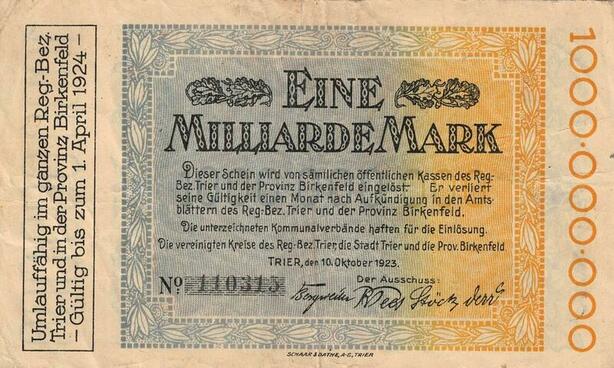 Umlauffähig im ganzen Reg.-Bez.
Trier und in der Provinz Birkenfeld
– Gültig bis zum 1. April 1924 –
EINE
MILLIARDE MARK
Dieser Schein wird von sämlichen öffentlichen Kassen des Reg-
Bez. Trier und der Provinz Birkenfeld eingelöst. Er verliert
seine Gültigkeit einen Monat nach Aufkündigung in den Amts-
blättern des Reg.-Bez. Trier und der Provinz Birkenfeld.
Die unterzeichneten Kommunalverbände haften für die Einlösung.
Die vereinigten Kreise des Reg.-Bez. Trier, die Stadt Trier und die Prov. Birkenfeld.
TRIER, den 10. Oktober 1923.
Der Ausschuss:
No 110315
SCHAAR & DATHE, A.-G., TRIER
1000·000·000